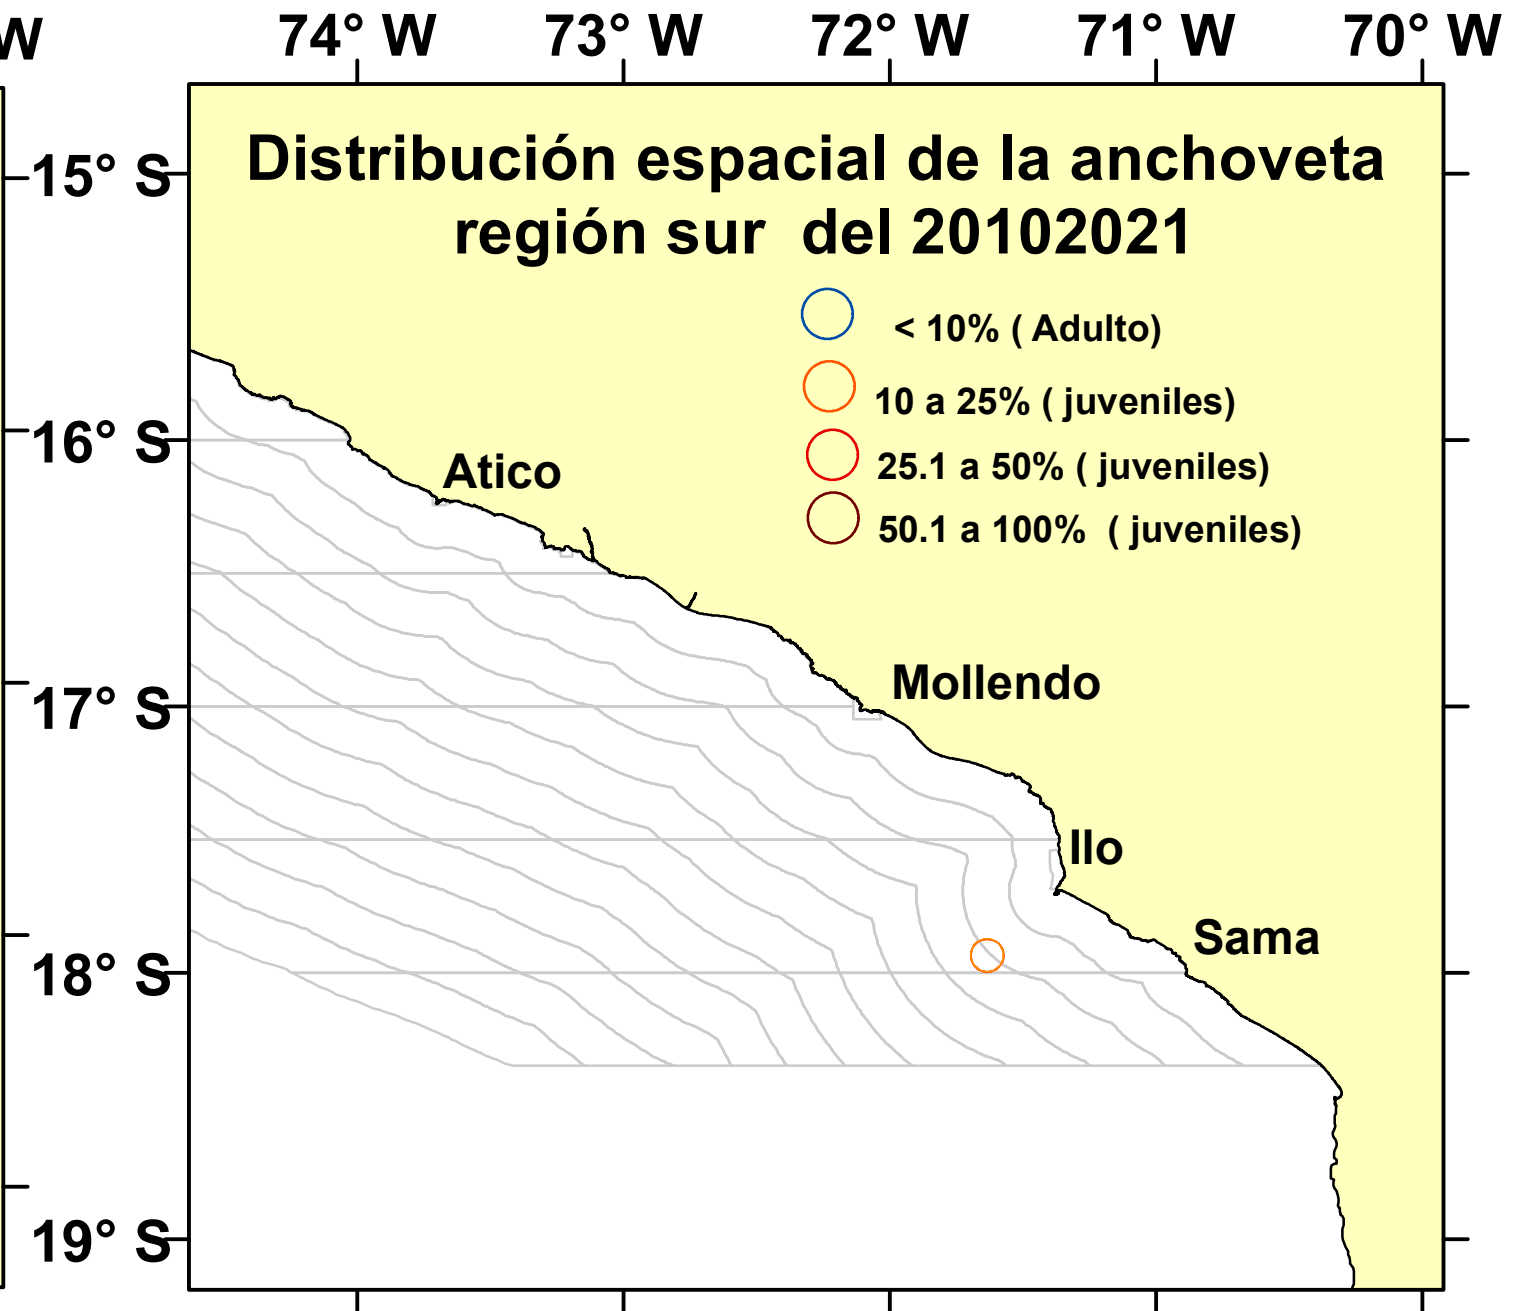 W 74° W 73° W 72° W 71° W 70° W
Distribución espacial de la anchoveta
región sur  del 20102021
15° S
< 10% ( Adulto)
10 a 25% ( juveniles)
16° S
Atico
25.1 a 50% ( juveniles)
50.1 a 100%  ( juveniles)
Mollendo
17° S
Ilo
Sama
18° S
19° S